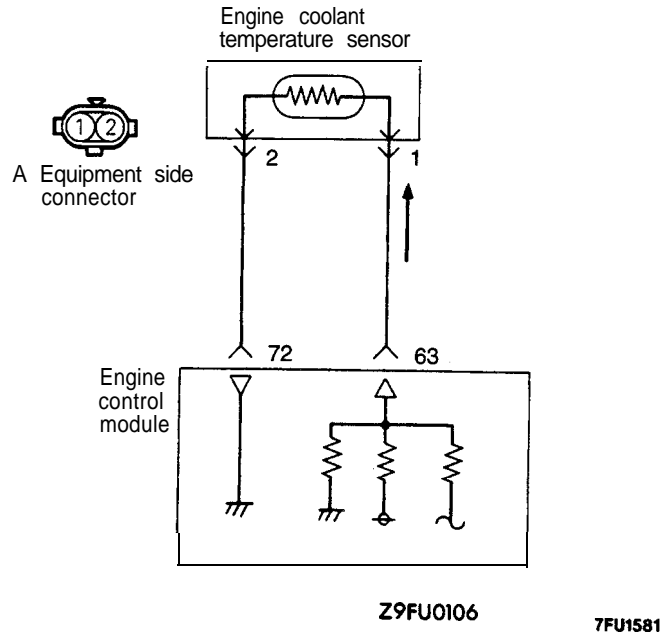 Engine coolant
temperature sensor
1 2
A Equipment side
connector
2
1
72
63
Engine
control
module
Z9FU0106
7FU1581